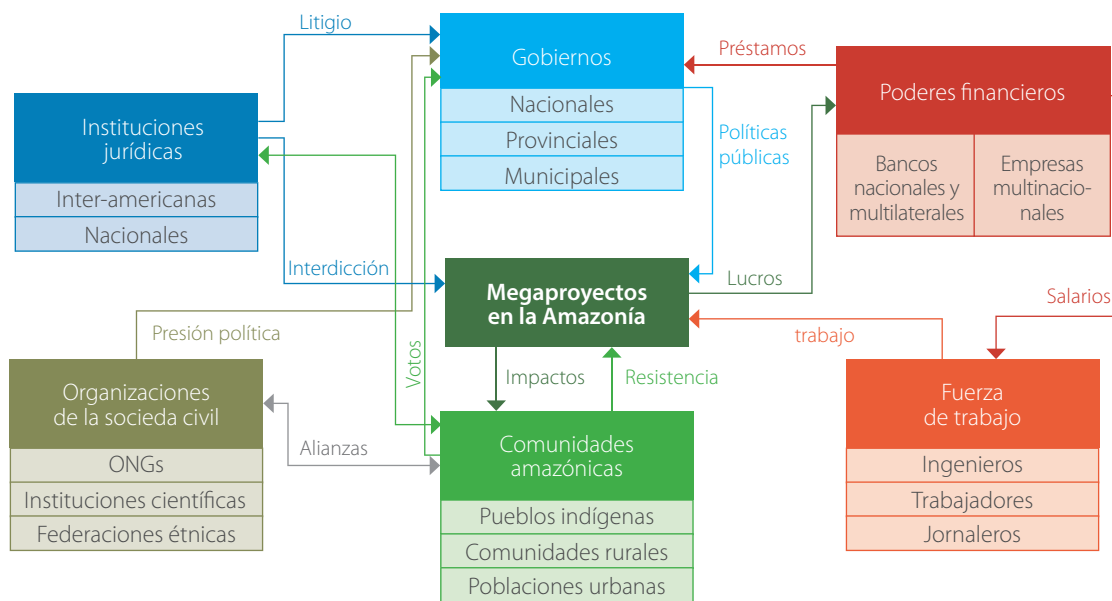 Litigio
Gobiernos
Nacionales
Provinciales
Municipales
Préstamos
Poderes financieros
Bancos
nacionales y
multilaterales
Empresas
multinacio-
nales
Instituciones
jurídicas
Inter-americanas
Nacionales
Políticas
públicas
Interdicción
Megaproyectos
en la Amazonía
Lucros
Salarios
Presión política
Votos
Impactos
Resistencia
trabajo
Organizaciones
de la socieda civil
ONGs
Instituciones científicas
Federaciones étnicas
Alianzas
Comunidades
amazónicas
Pueblos indígenas
Comunidades rurales
Poblaciones urbanas
Fuerza
de trabajo
Ingenieros
Trabajadores
Jornaleros